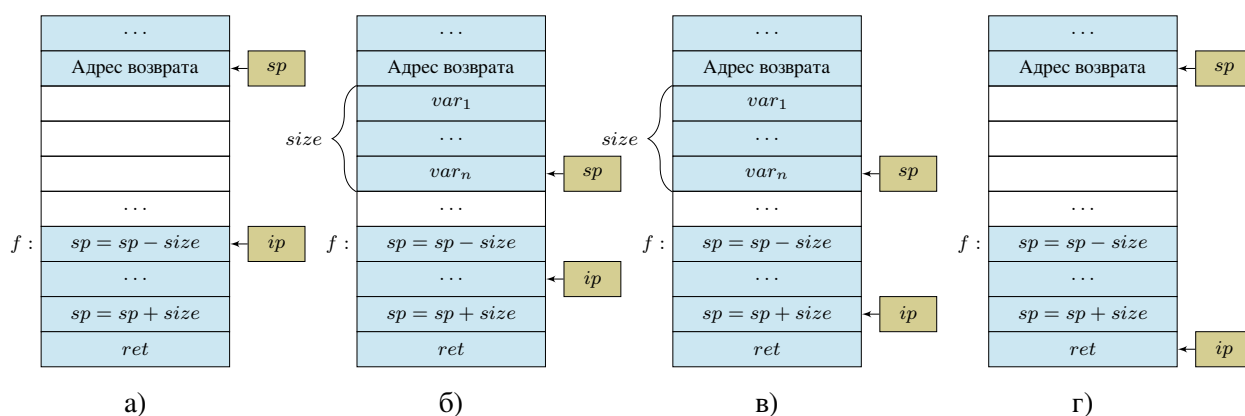 ...
Адрес возврата
sp
f :
sp = sp − size
ip
...
...
sp = sp + size
ret
а)
...
Адрес возврата
var₁
...
varₙ
size
sp
...
f :
sp = sp − size
...
ip
sp = sp + size
ret
б)
...
Адрес возврата
var₁
...
varₙ
size
sp
...
f :
sp = sp − size
...
sp = sp + size
ip
ret
в)
...
Адрес возврата
sp
...
f :
sp = sp − size
...
sp = sp + size
ret
ip
г)